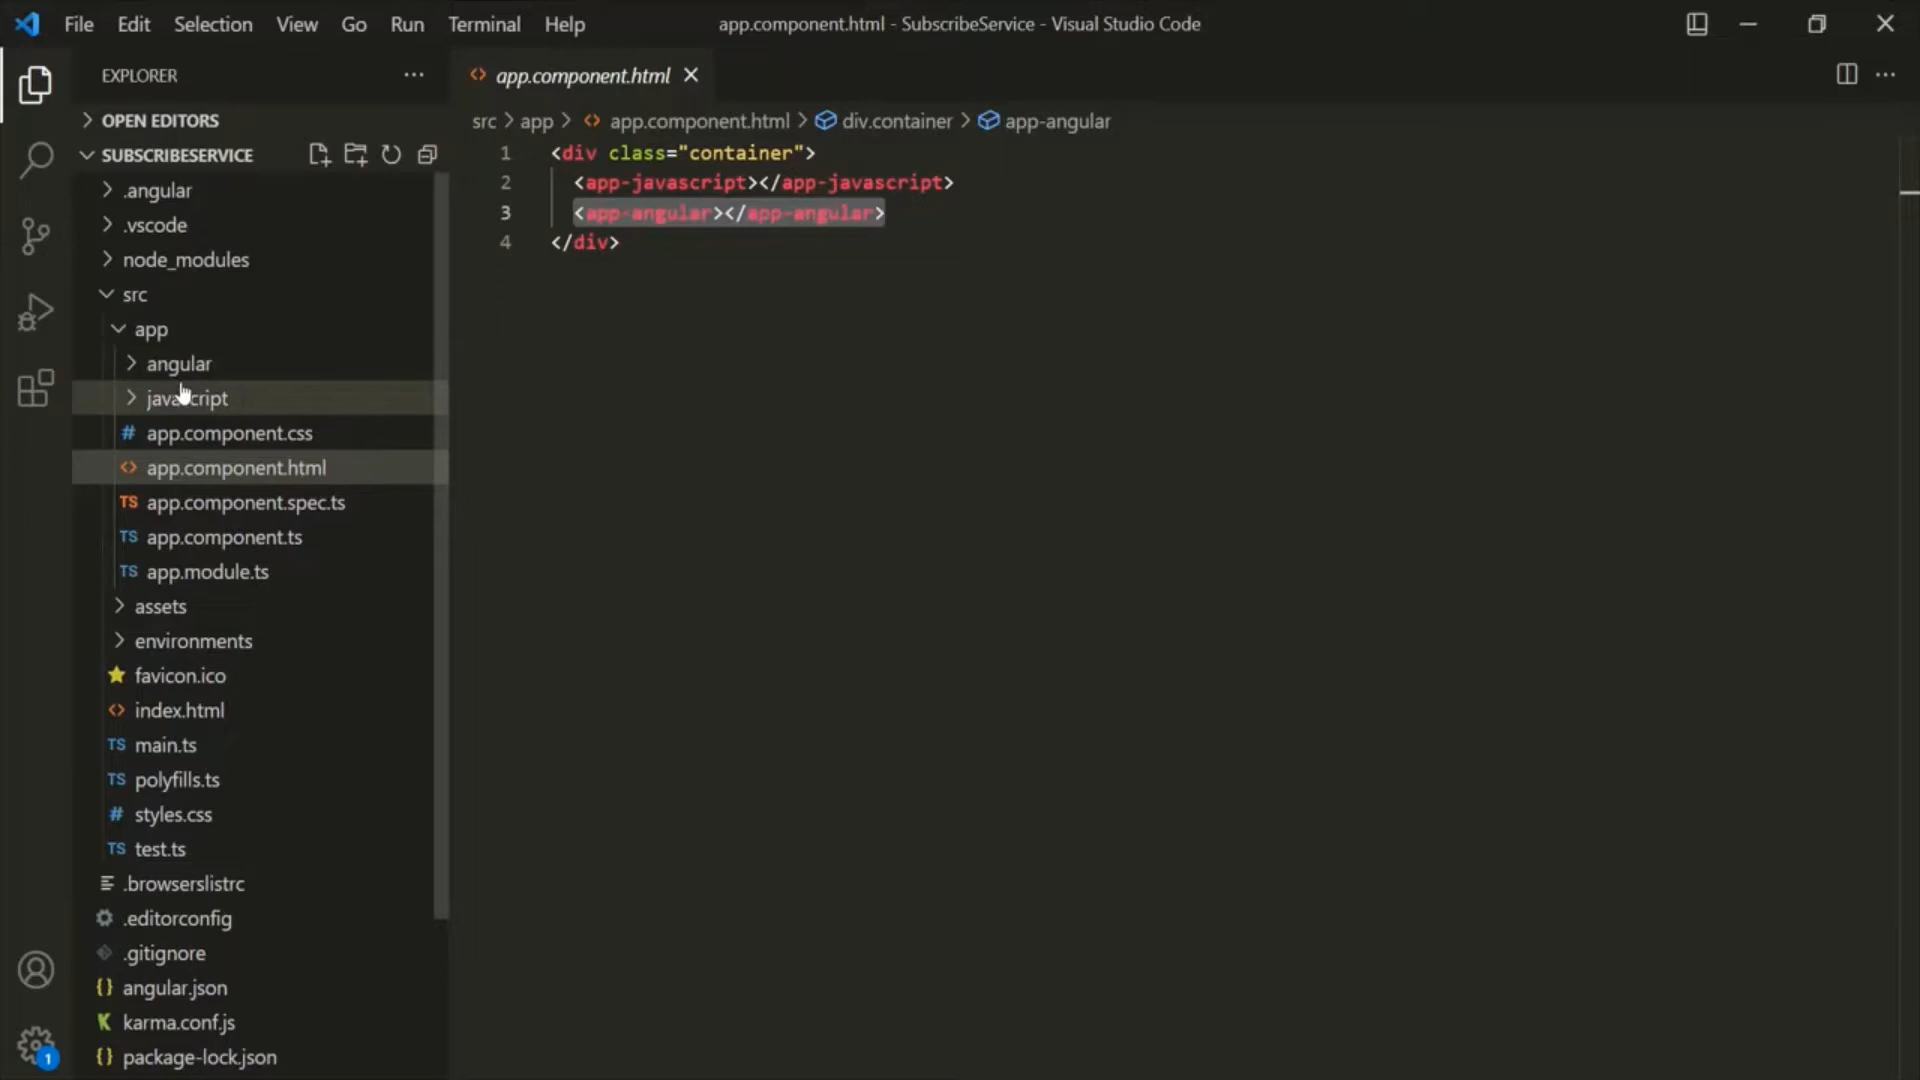 File Edit Selection View Go Run Terminal Help
app.component.html - SubscribeService - Visual Studio Code
EXPLORER
OPEN EDITORS
SUBSCRIBESERVICE
.angular
.vscode
node_modules
src
app
angular
javascript
app.component.css
app.component.html
app.component.spec.ts
app.component.ts
app.module.ts
assets
environments
favicon.ico
index.html
main.ts
polyfills.ts
styles.css
test.ts
.browserslistrc
.editorconfig
.gitignore
angular.json
karma.conf.js
package-lock.json
1
app.component.html
src > app > app.component.html > div.container > app-angular
1 <div class="container">
2 <app-javascript></app-javascript>
3 <app-angular></app-angular>
4 </div>